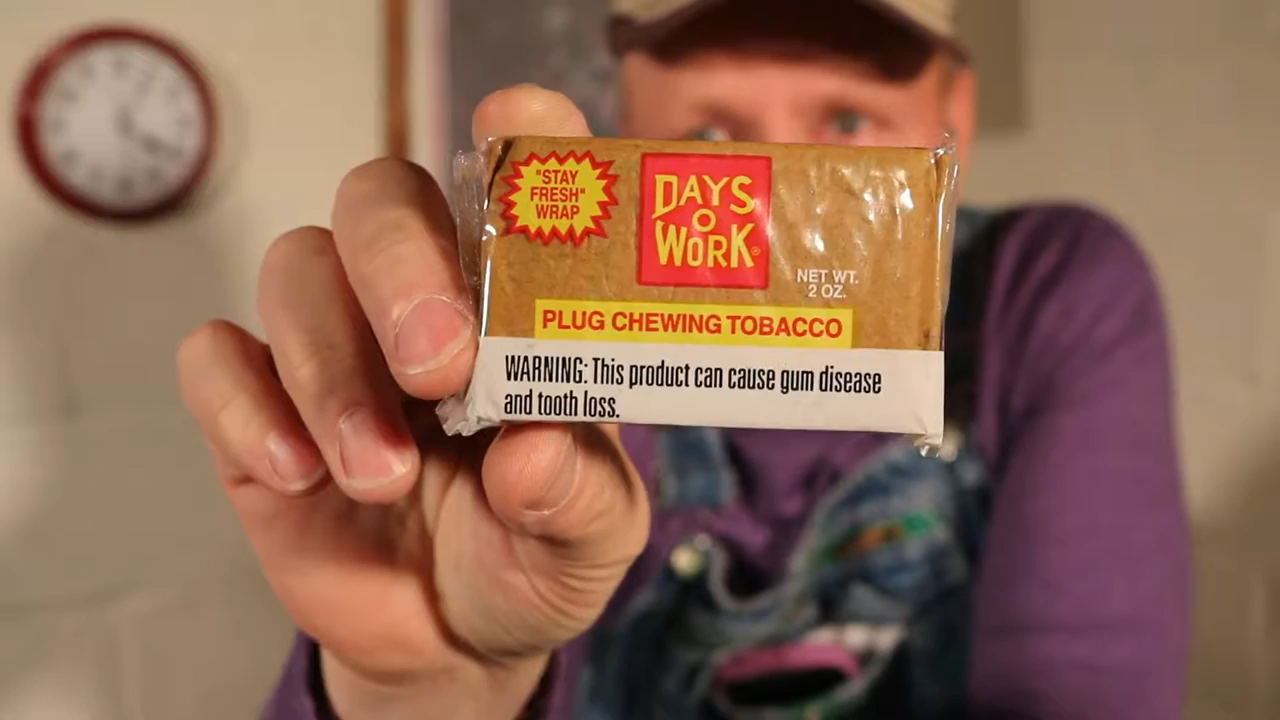 "STAY
FRESH"
WRAP
DAYS
O
WORK®
NET WT.
2 OZ.
PLUG CHEWING TOBACCO
WARNING: This product can cause gum disease
and tooth loss.